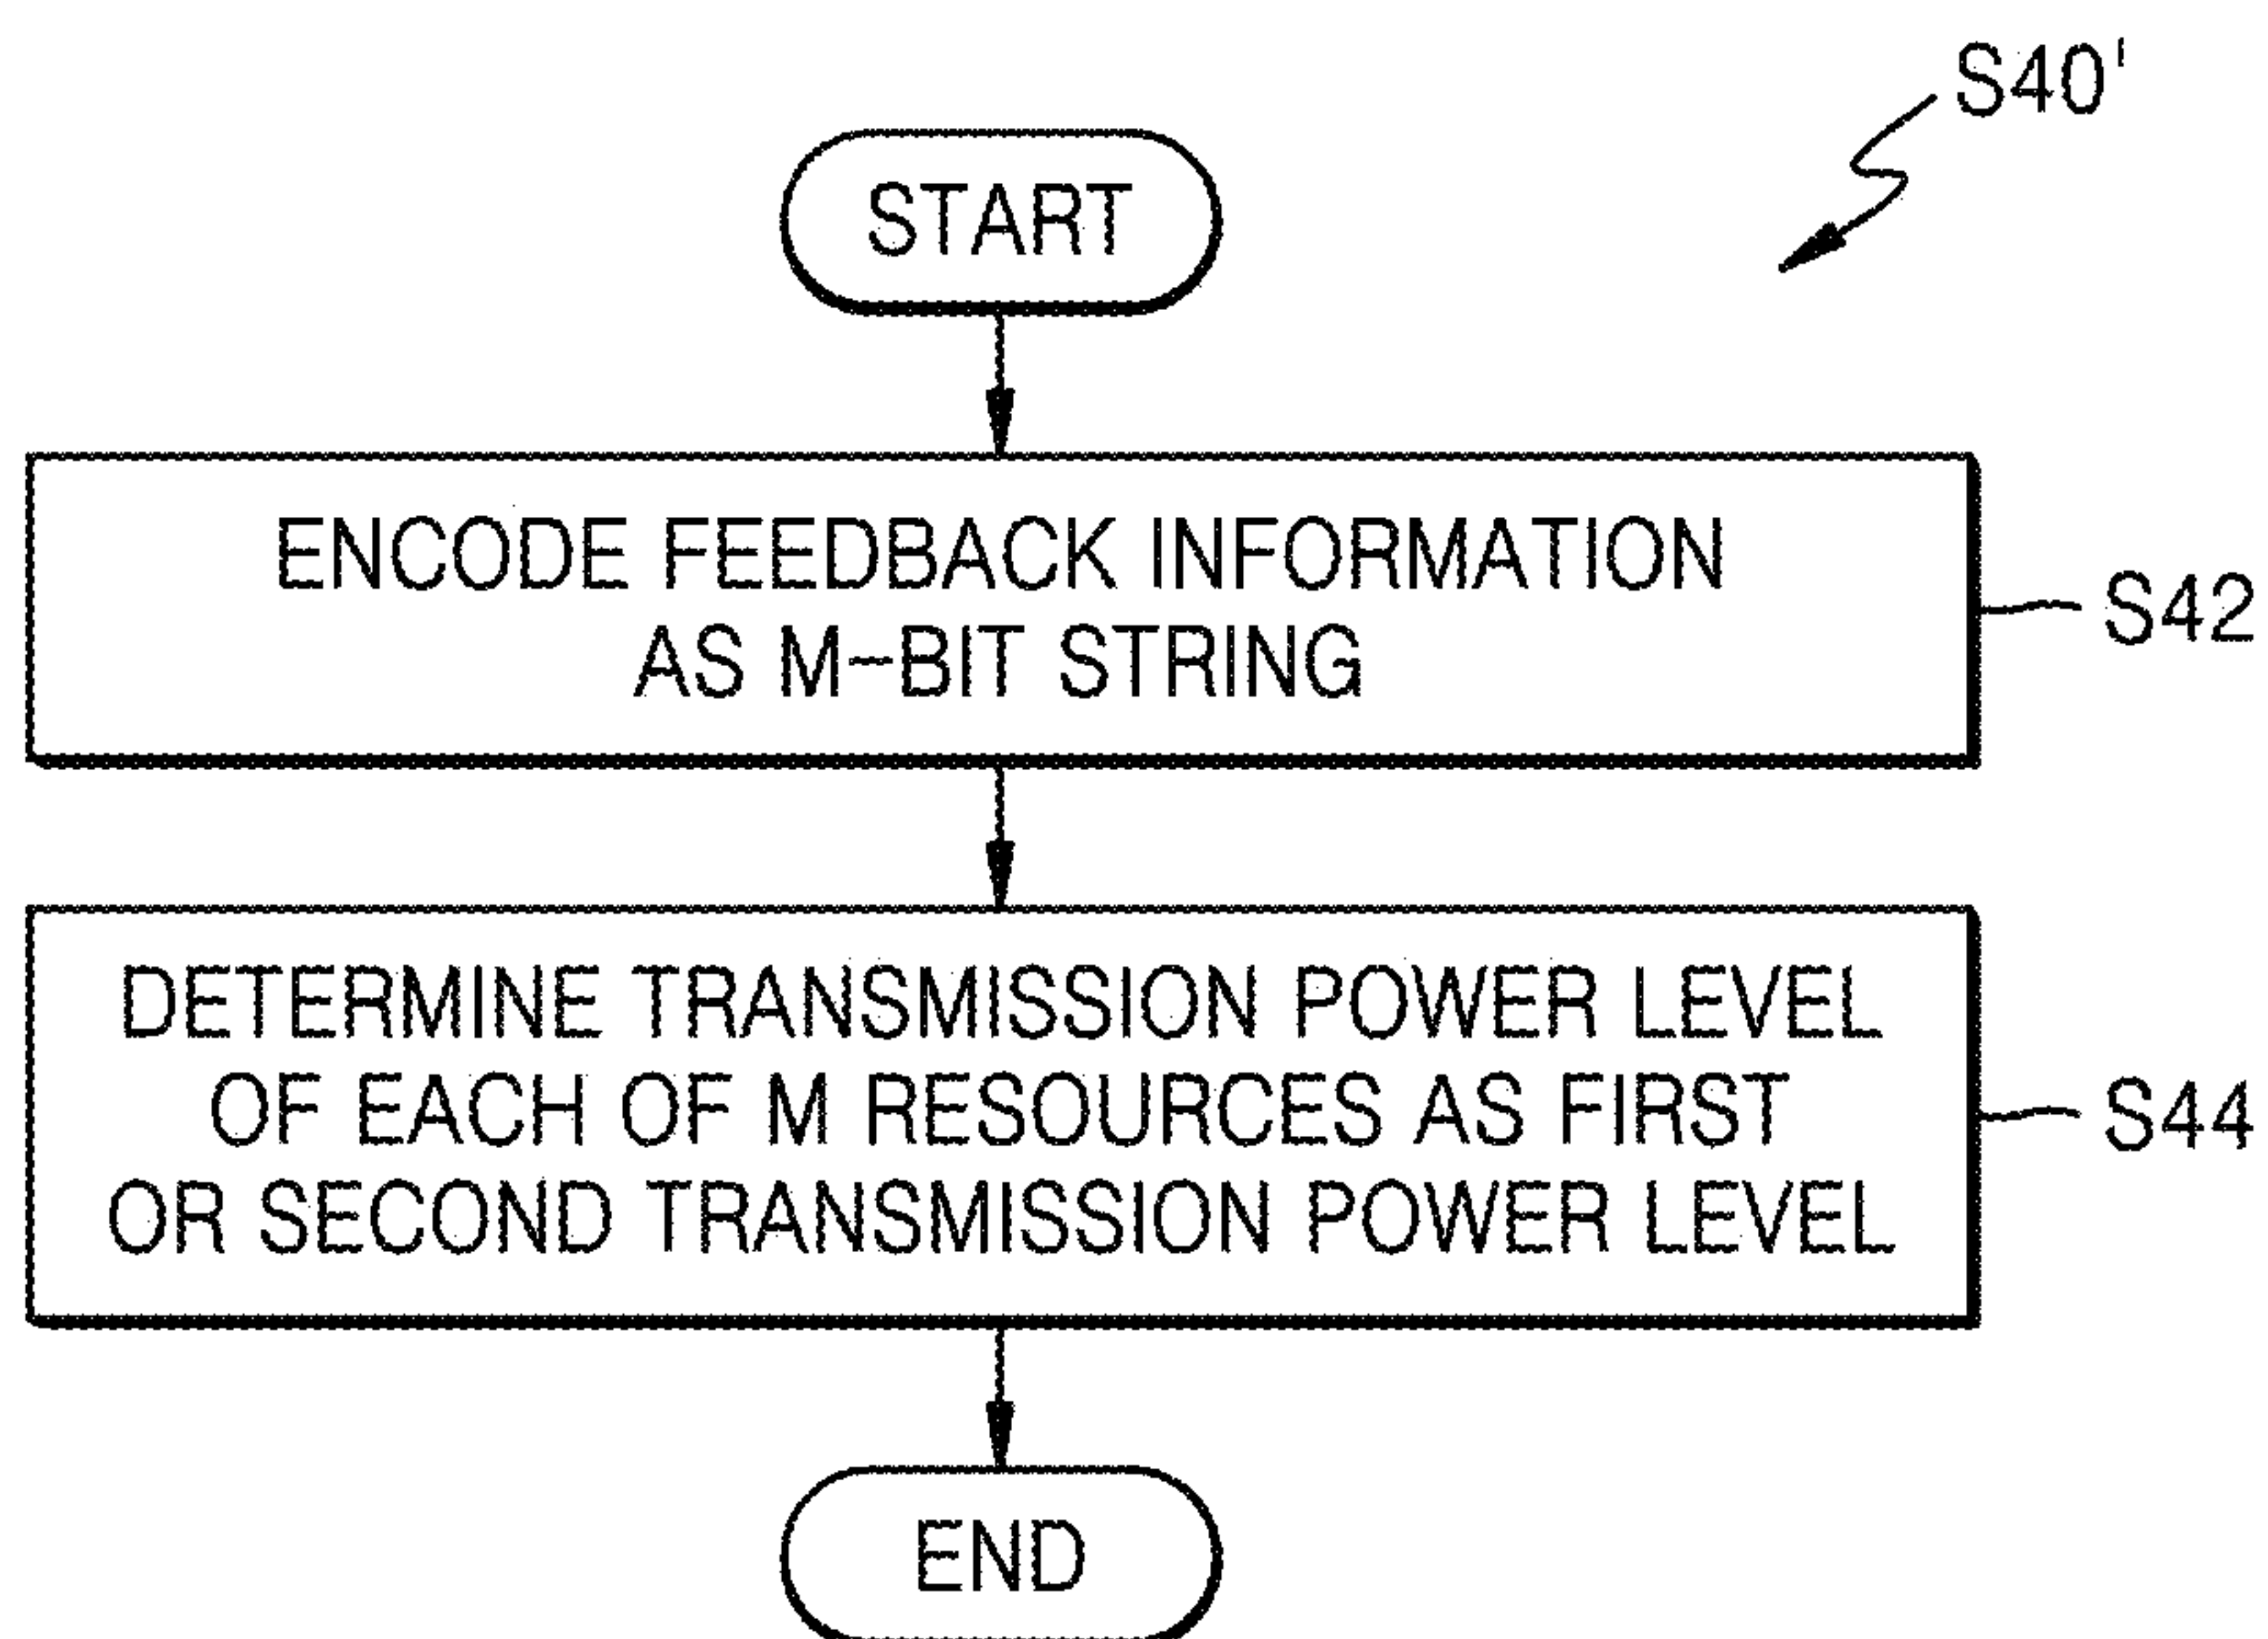 S40'
START
ENCODE FEEDBACK INFORMATION
AS M-BIT STRING
S42
DETERMINE TRANSMISSION POWER LEVEL
OF EACH OF M RESOURCES AS FIRST
OR SECOND TRANSMISSION POWER LEVEL
S44
END